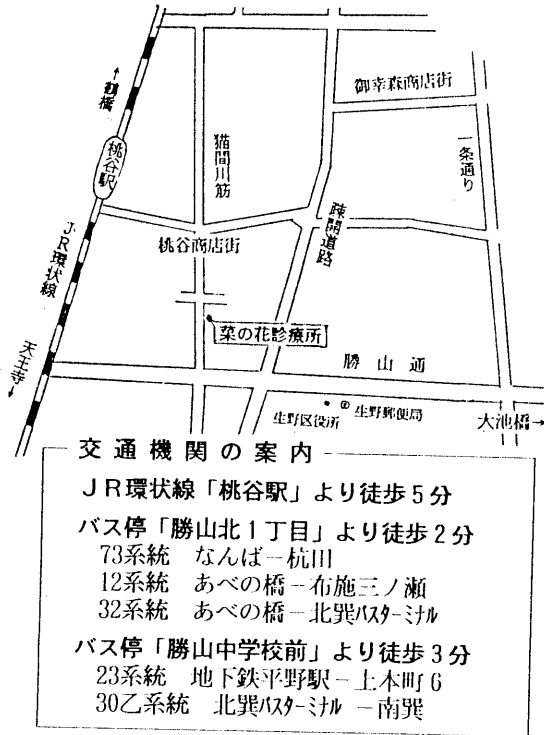 ↑鶴橋
御幸森商店街
猫間川筋
一条通り
桃谷駅
疎開道路
桃谷商店街
JR環状線
菜の花診療所
勝山通
天王寺↓
生野区役所
〒生野郵便局
大池橋→
交通機関の案内
JR環状線「桃谷駅」より徒歩5分
バス停「勝山北1丁目」より徒歩2分
73系統 なんばー杭田
12系統 あべの橋ー布施三ノ瀬
32系統 あべの橋ー北巽バスターミナル
バス停「勝山中学校前」より徒歩3分
23系統 地下鉄平野駅ー上本町6
30乙系統 北巽バスターミナルー南巽